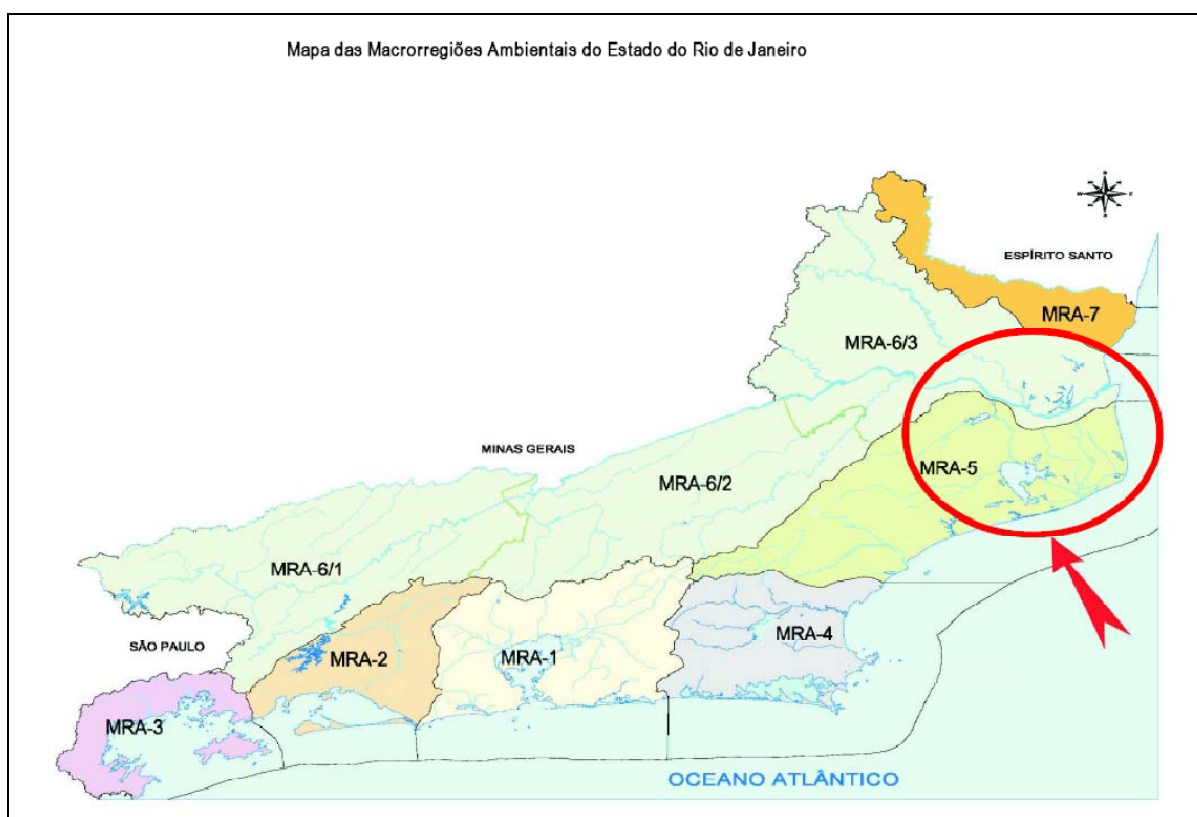 Mapa das Macrorregiões Ambientais do Estado do Rio de Janeiro
ESPÍRITO SANTO
MRA-7
MRA-6/3
MINAS GERAIS
MRA-5
MRA-6/2
MRA-6/1
SÃO PAULO
MRA-4
MRA-2
MRA-1
MRA-3
OCEANO ATLÂNTICO